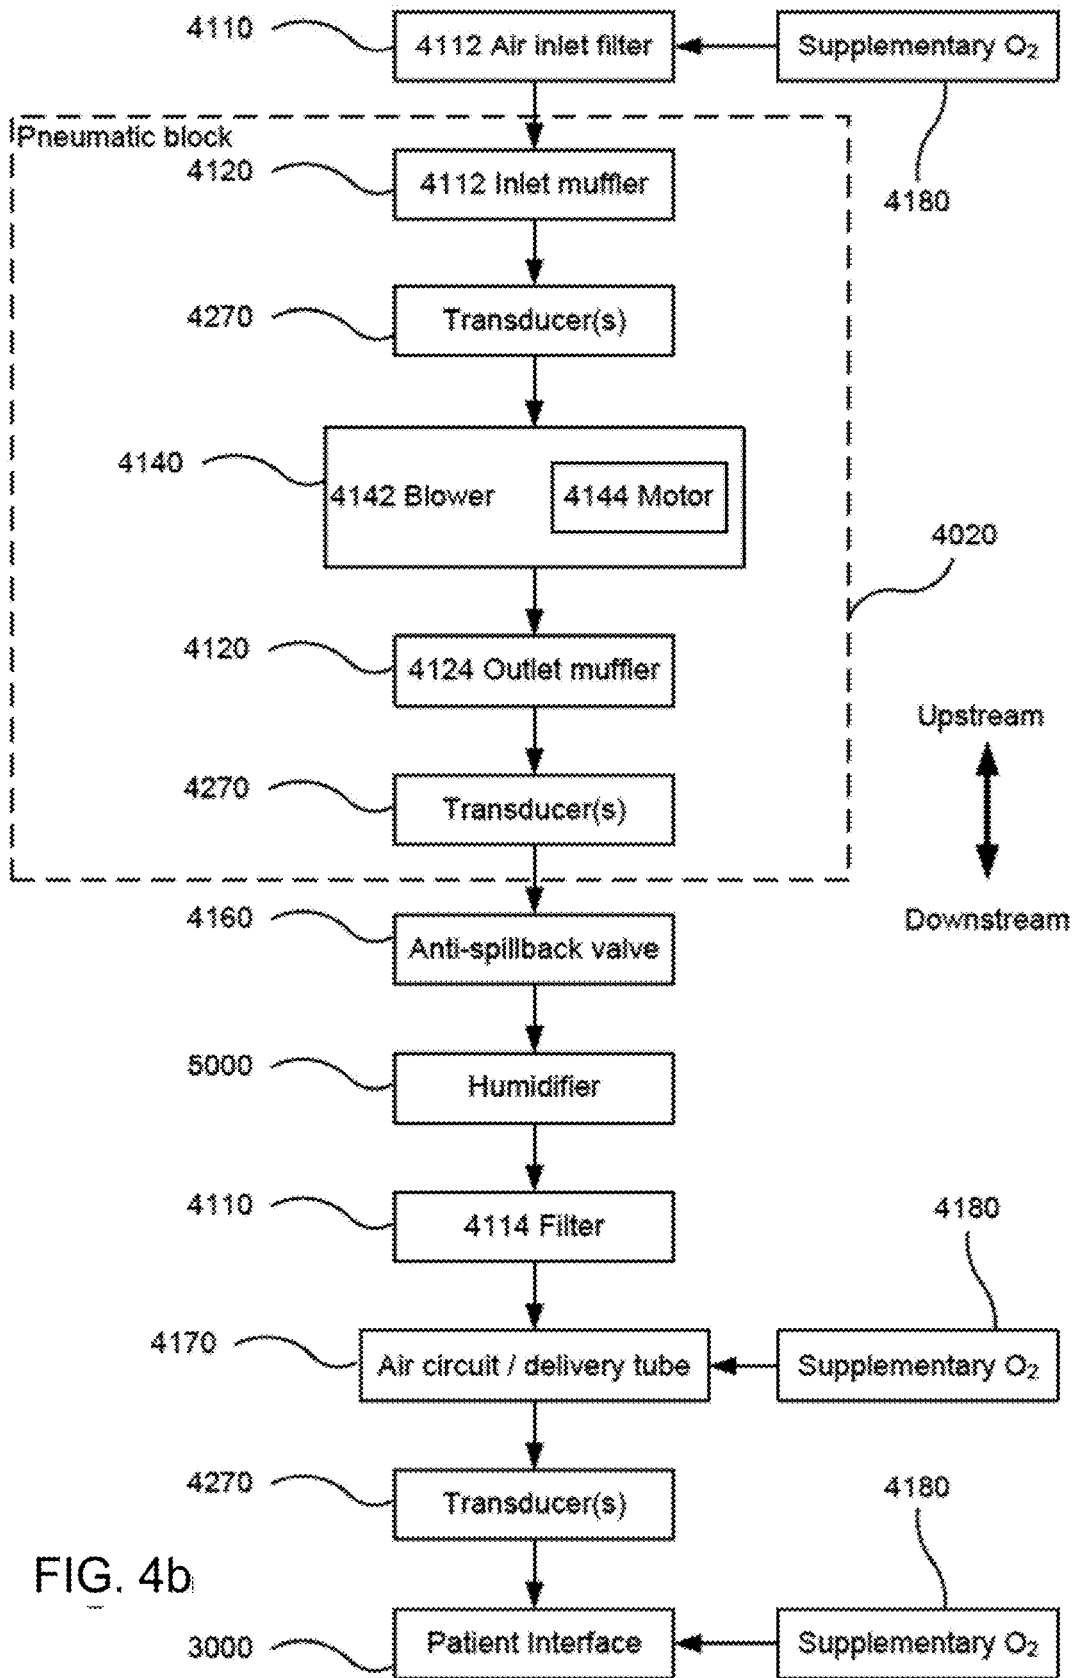 4110
4112 Air inlet filter
Supplementary O₂
Pneumatic block
4120
4112 Inlet muffler
4180
4270
Transducer(s)
4140
4142 Blower
4144 Motor
4020
4120
4124 Outlet muffler
Upstream
4270
Transducer(s)
Downstream
4160
Anti-spillback valve
5000
Humidifier
4110
4114 Filter
4180
4170
Air circuit / delivery tube
Supplementary O₂
4270
Transducer(s)
4180
FIG. 4b
3000
Patient Interface
Supplementary O₂